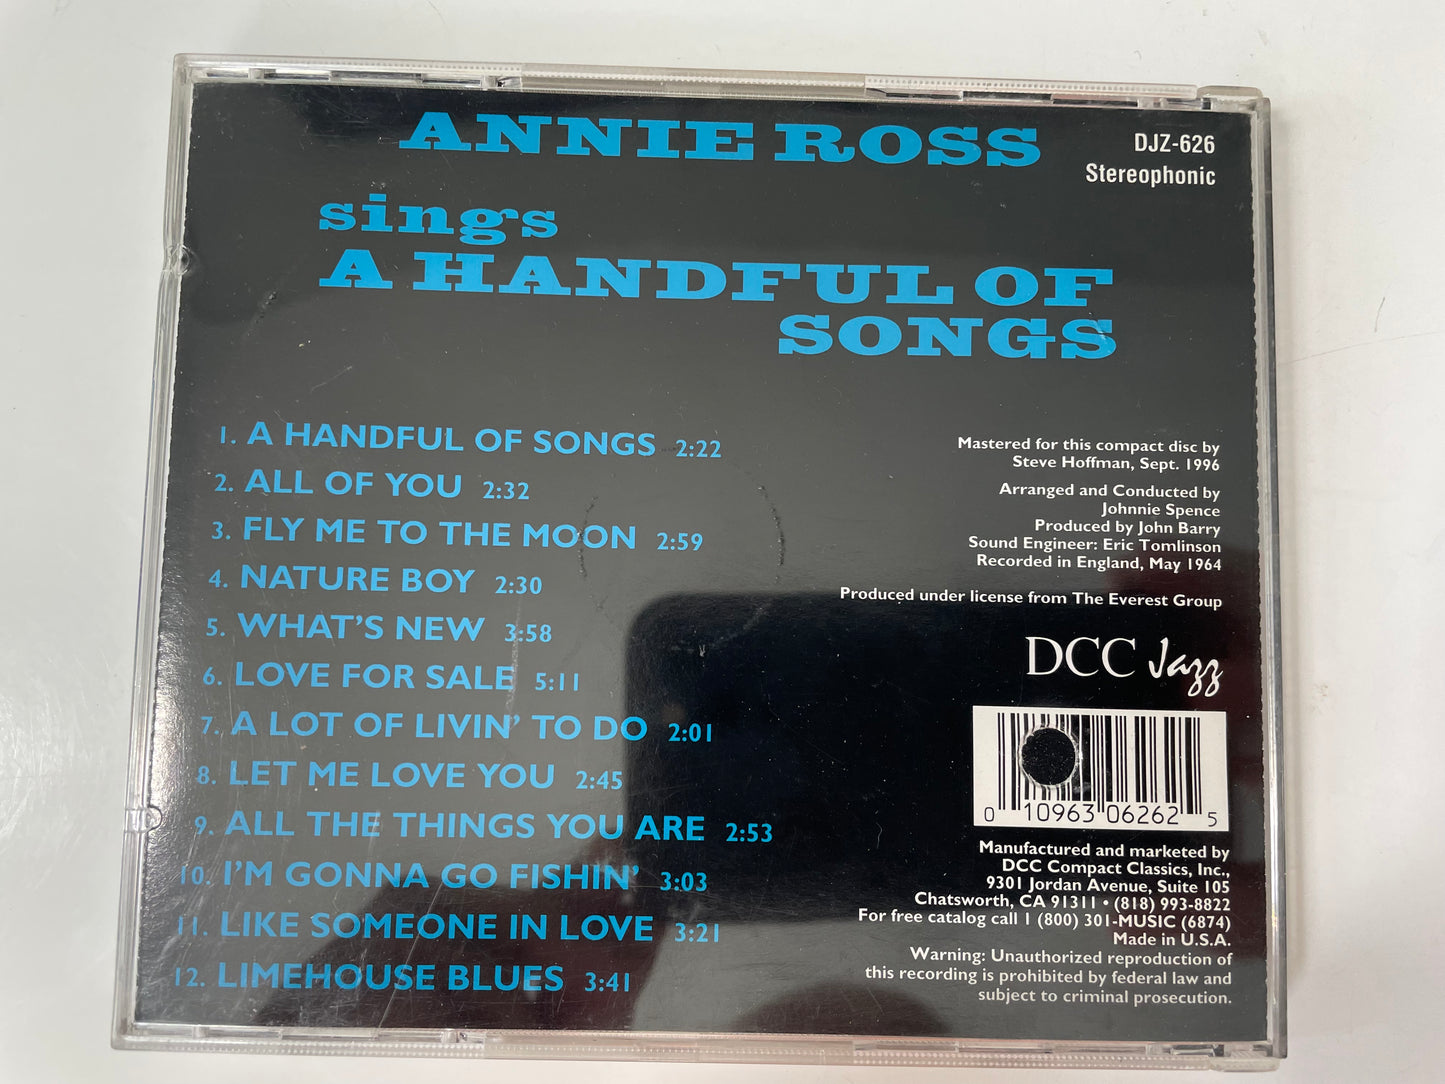 ANNIE ROSS
sings
A HANDFUL OF
SONGS
DJZ-626
Stereophonic
1. A HANDFUL OF SONGS 2:22
2. ALL OF YOU 2:32
3. FLY ME TO THE MOON 2:59
4. NATURE BOY 2:30
5. WHAT'S NEW 3:58
6. LOVE FOR SALE 5:11
7. A LOT OF LIVIN' TO DO 2:01
8. LET ME LOVE YOU 2:45
9. ALL THE THINGS YOU ARE 2:53
10. I'M GONNA GO FISHIN' 3:03
11. LIKE SOMEONE IN LOVE 3:21
12. LIMEHOUSE BLUES 3:41
Mastered for this compact disc by
Steve Hoffman, Sept. 1996
Arranged and Conducted by
Johnnie Spence
Produced by John Barry
Sound Engineer: Eric Tomlinson
Recorded in England, May 1964
Produced under license from The Everest Group
DCC Jazz
0 10963 06262 5
Manufactured and marketed by
DCC Compact Classics, Inc.,
9301 Jordan Avenue, Suite 105
Chatsworth, CA 91311 • (818) 993-8822
For free catalog call 1 (800) 301-MUSIC (6874)
Made in U.S.A.
Warning: Unauthorized reproduction of
this recording is prohibited by federal law and
subject to criminal prosecution.